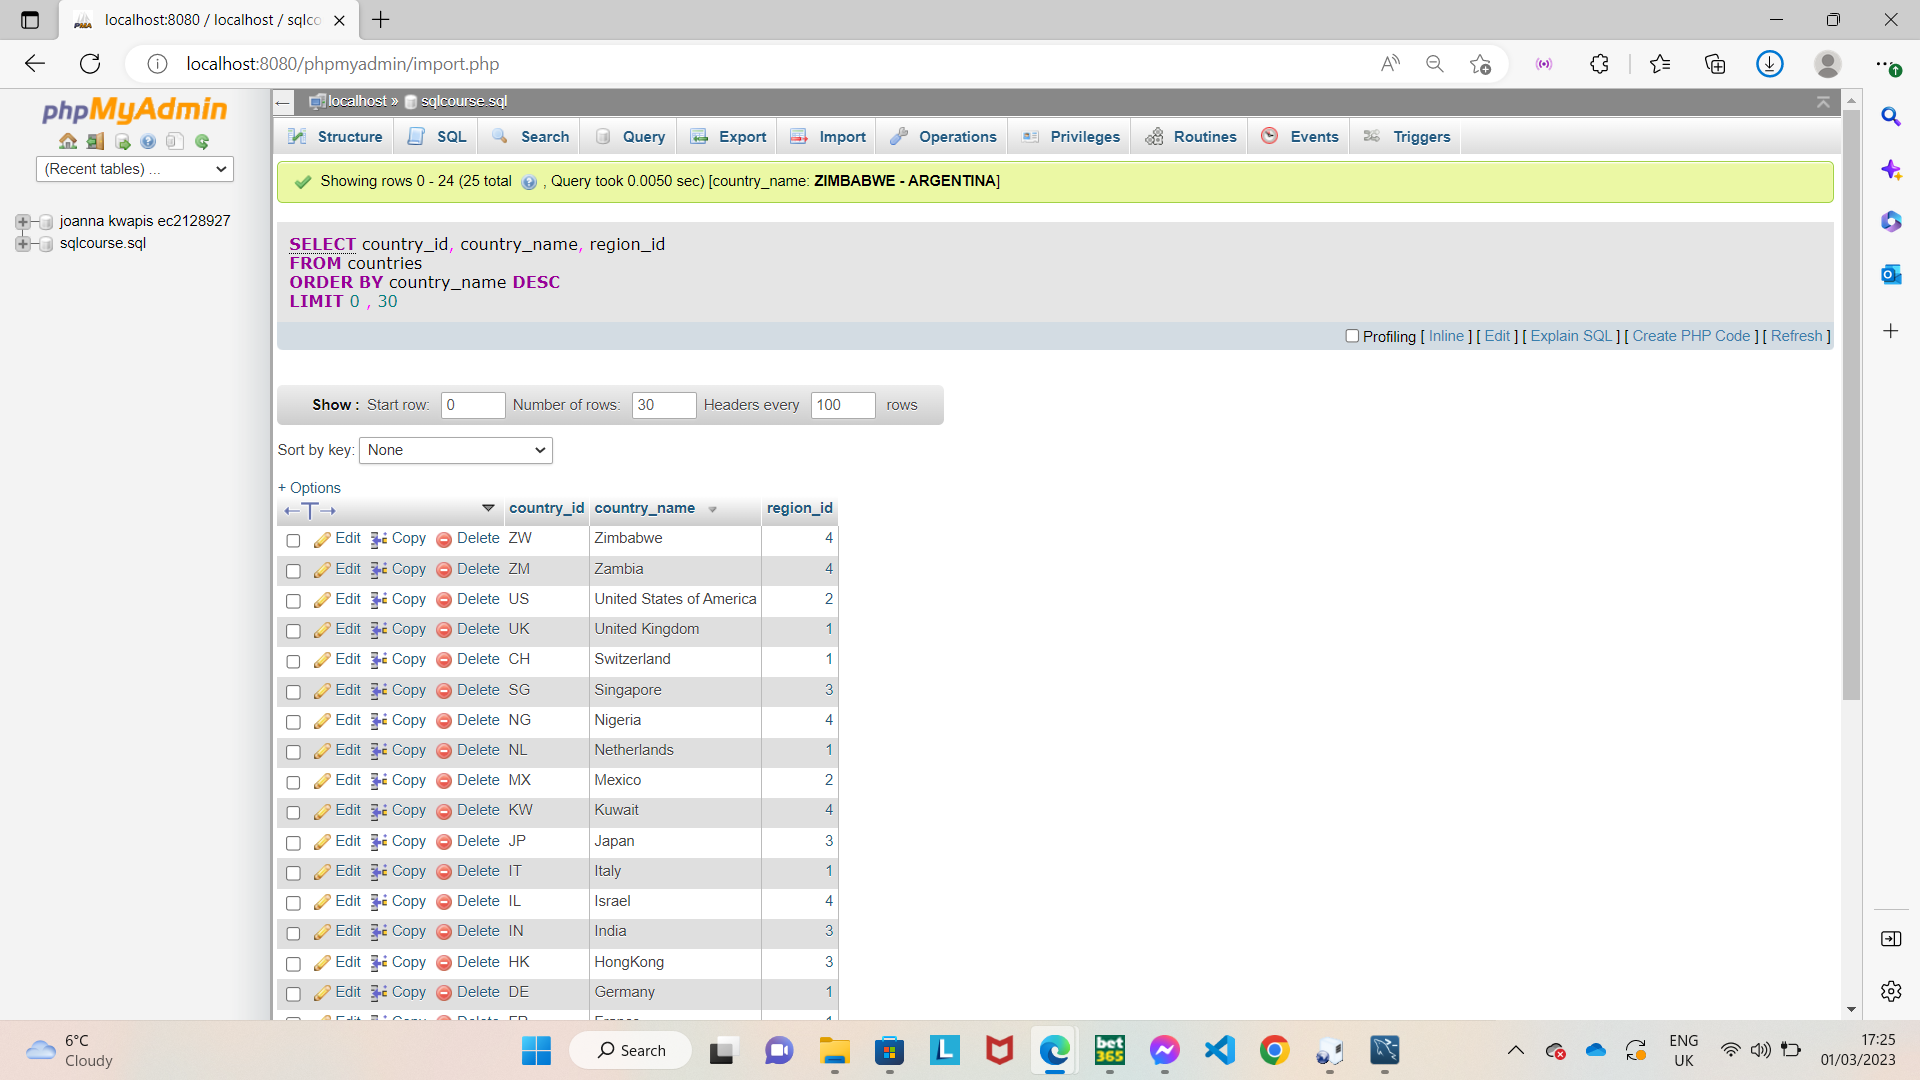 localhost:8080 / localhost / sqlco
localhost:8080/phpmyadmin/import.php
phpMyAdmin
(Recent tables) ...
joanna kwapis ec2128927
sqlcourse.sql
localhost » sqlcourse.sql
Structure SQL Search Query Export Import Operations Privileges Routines Events Triggers
Showing rows 0 - 24 (25 total , Query took 0.0050 sec) [country_name: ZIMBABWE - ARGENTINA]
SELECT country_id, country_name, region_id
FROM countries
ORDER BY country_name DESC
LIMIT 0 , 30
Profiling [ Inline ] [ Edit ] [ Explain SQL ] [ Create PHP Code ] [ Refresh ]
Show : Start row: 0 Number of rows: 30 Headers every 100 rows
Sort by key: None
+ Options
←T→ country_id country_name region_id
Edit Copy Delete ZW Zimbabwe 4
Edit Copy Delete ZM Zambia 4
Edit Copy Delete US United States of America 2
Edit Copy Delete UK United Kingdom 1
Edit Copy Delete CH Switzerland 1
Edit Copy Delete SG Singapore 3
Edit Copy Delete NG Nigeria 4
Edit Copy Delete NL Netherlands 1
Edit Copy Delete MX Mexico 2
Edit Copy Delete KW Kuwait 4
Edit Copy Delete JP Japan 3
Edit Copy Delete IT Italy 1
Edit Copy Delete IL Israel 4
Edit Copy Delete IN India 3
Edit Copy Delete HK HongKong 3
Edit Copy Delete DE Germany 1
6°C
Cloudy
Search
bet365
ENG
UK
17:25
01/03/2023